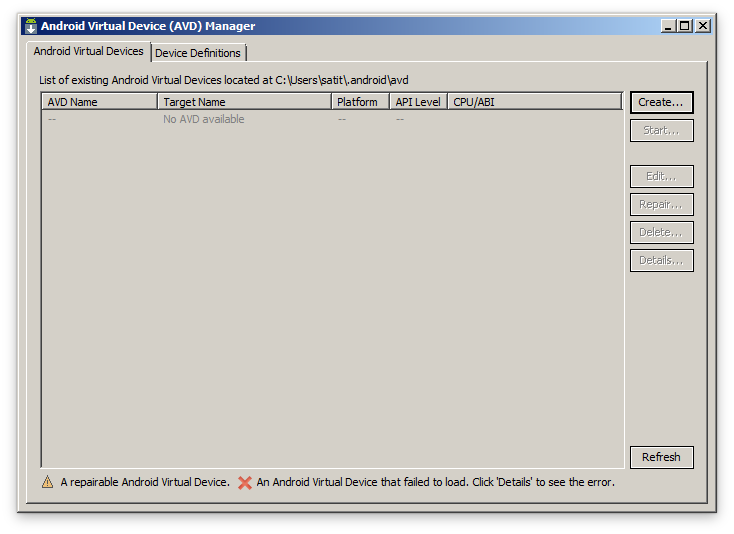 Android Virtual Device (AVD) Manager
Android Virtual Devices Device Definitions
List of existing Android Virtual Devices located at C:\Users\satit\.android\avd
AVD Name Target Name Platform API Level CPU/ABI
-- No AVD available -- --
Create...
Start...
Edit...
Repair...
Delete...
Details...
Refresh
A repairable Android Virtual Device. An Android Virtual Device that failed to load. Click 'Details' to see the error.